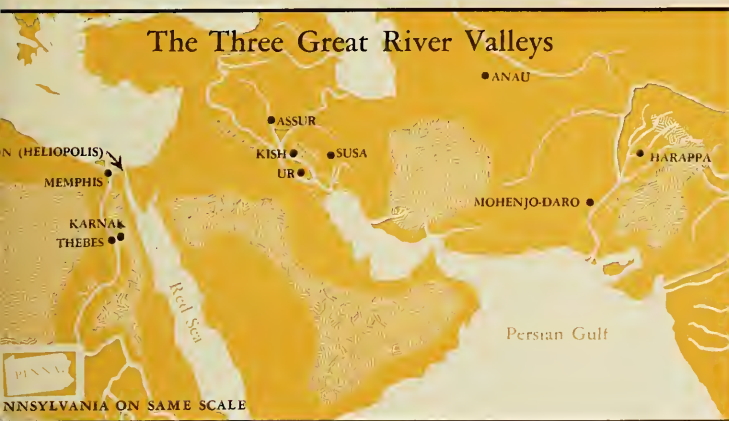 The Three Great River Valleys
ANAU
ASSUR
N (HELIOPOLIS)
KISH
SUSA
HARAPPA
MEMPHIS
UR
MOHENJO-DARO
KARNAK
THEBES
Red Sea
Persian Gulf
PENNA.
NNSYLVANIA ON SAME SCALE